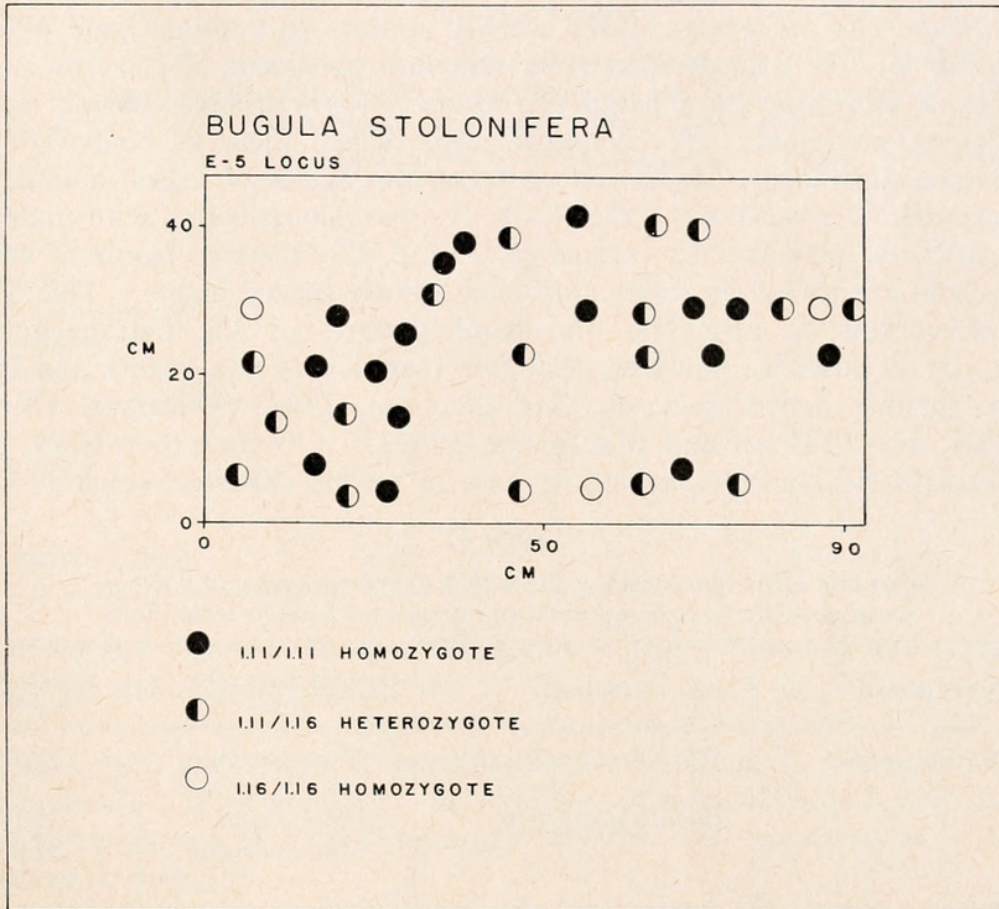 BUGULA STOLONIFERA
E-5 LOCUS
40
CM
20
0
0 50 90
CM
1.11/1.11 HOMOZYGOTE
1.11/1.16 HETEROZYGOTE
1.16/1.16 HOMOZYGOTE